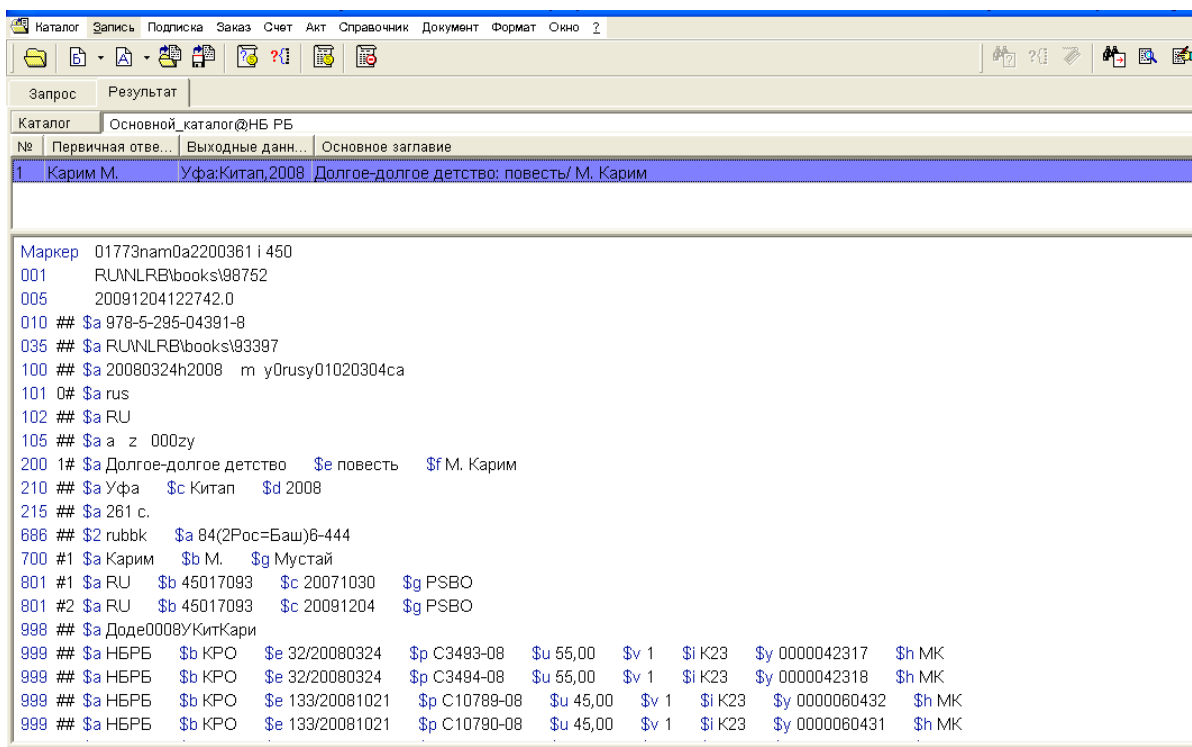 Каталог Запись Подписка Заказ Счет Акт Справочник Документ Формат Окно ?
Запрос Результат
Каталог Основной_каталог@НБ РБ
№ Первичная отве... Выходные данн... Основное заглавие
1 Карим М. Уфа:Китап,2008 Долгое-долгое детство: повесть/ М. Карим
Маркер 01773nam0a2200361 i 450
001 RU\NLRB\books\98752
005 20091204122742.0
010 ## $a 978-5-295-04391-8
035 ## $a RU\NLRB\books\93397
100 ## $a 20080324h2008 m y0rusy01020304ca
101 0# $a rus
102 ## $a RU
105 ## $a a z 000zy
200 1# $a Долгое-долгое детство $e повесть $f М. Карим
210 ## $a Уфа $c Китап $d 2008
215 ## $a 261 с.
686 ## $2 rubbk $a 84(2Рос=Баш)6-444
700 #1 $a Карим $b М. $g Мустай
801 #1 $a RU $b 45017093 $c 20071030 $g PSBO
801 #2 $a RU $b 45017093 $c 20091204 $g PSBO
998 ## $a Доде0008УКитКари
999 ## $a НБРБ $b КРО $e 32/20080324 $p С3493-08 $u 55,00 $v 1 $i К23 $y 0000042317 $h МК
999 ## $a НБРБ $b КРО $e 32/20080324 $p С3494-08 $u 55,00 $v 1 $i К23 $y 0000042318 $h МК
999 ## $a НБРБ $b КРО $e 133/20081021 $p С10789-08 $u 45,00 $v 1 $i К23 $y 0000060432 $h МК
999 ## $a НБРБ $b КРО $e 133/20081021 $p С10790-08 $u 45,00 $v 1 $i К23 $y 0000060431 $h МК